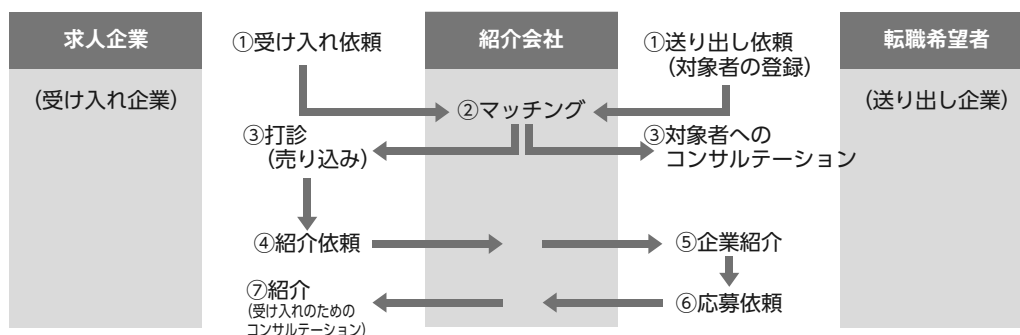 求人企業
紹介会社
転職希望者
(受け入れ企業)
(送り出し企業)
①受け入れ依頼
①送り出し依頼
(対象者の登録)
②マッチング
③打診
(売り込み)
③対象者への
コンサルテーション
④紹介依頼
⑤企業紹介
⑥応募依頼
⑦紹介
(受け入れのための
コンサルテーション)